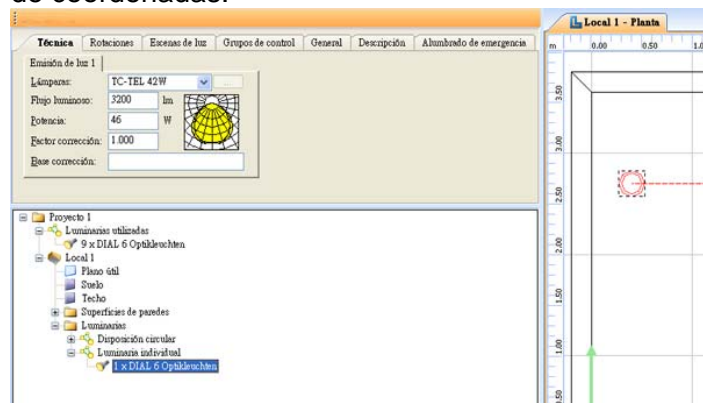 de coordenadas.
Técnica Rotaciones Escenas de luz Grupos de control General Descripción Alumbrado de emergencia
Emisión de luz 1
Lámparas: TC-TEL 42W ...
Flujo luminoso: 3200 lm
Potencia: 46 W
Factor corrección: 1.000
Base corrección:
Proyecto 1
Luminarias utilizadas
9 x DIAL 6 Optikleuchten
Local 1
Plano útil
Suelo
Techo
Superficies de paredes
Luminarias
Disposición circular
Luminaria individual
1 x DIAL 6 Optikleuchten
Local 1 - Planta
m 0.00 0.50 1.0
3.50
3.00
2.50
2.00
1.50
1.00
0.50